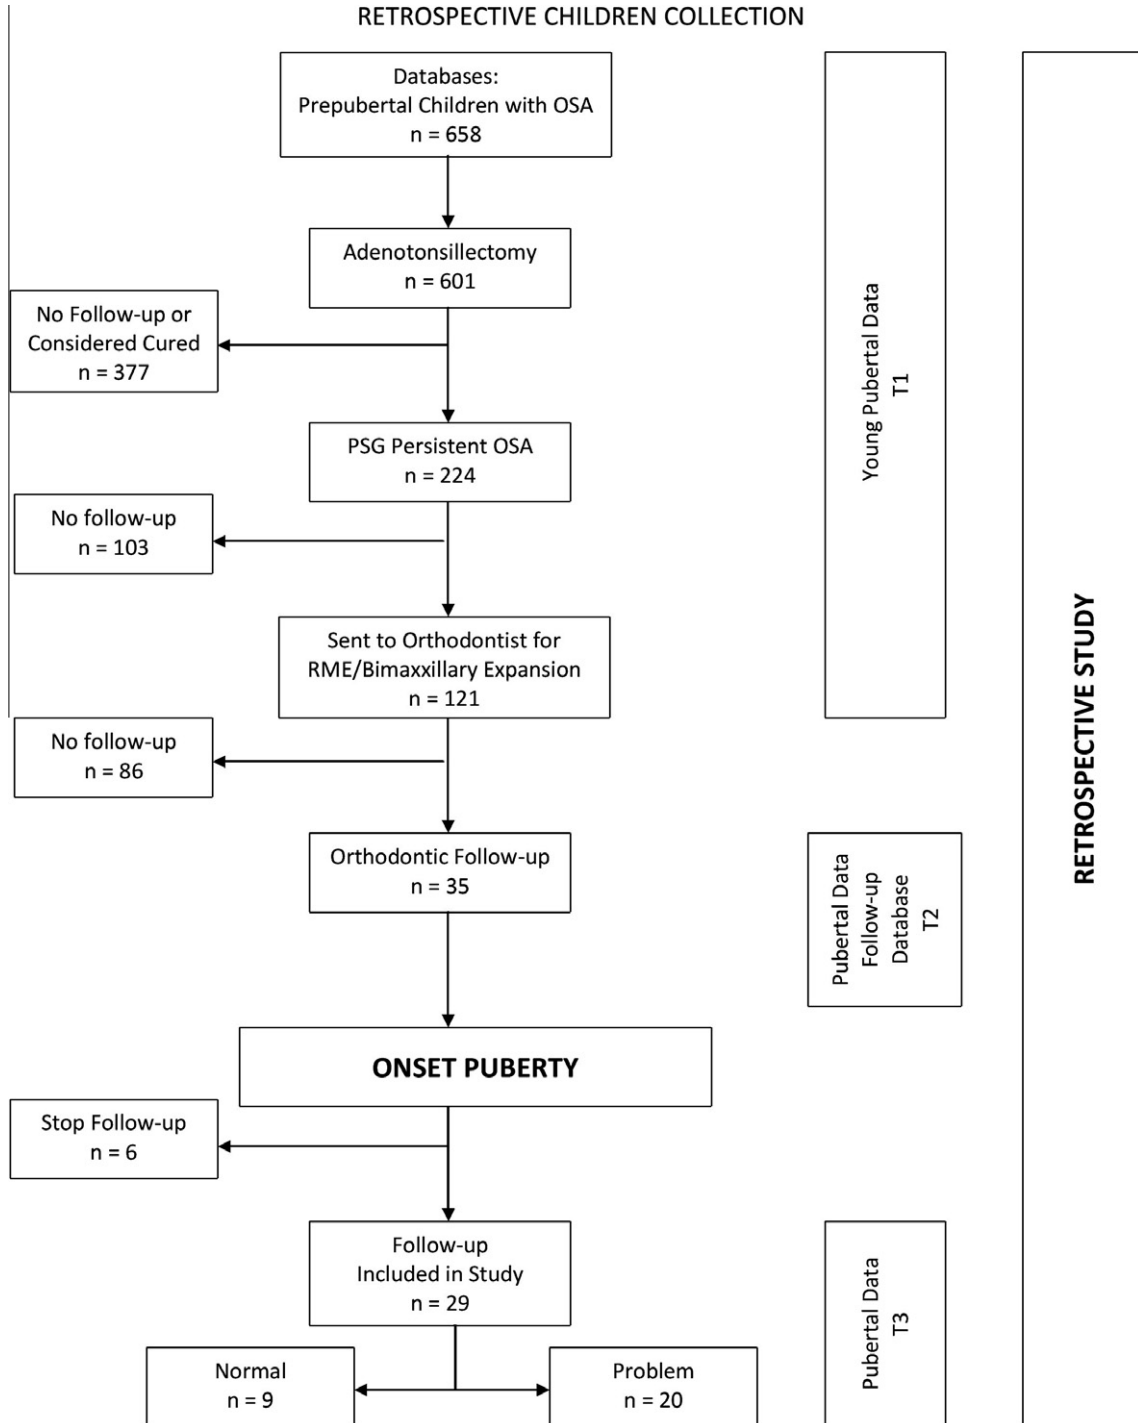 RETROSPECTIVE CHILDREN COLLECTION
Databases:
Prepubertal Children with OSA
n = 658
Adenotonsillectomy
n = 601
No Follow-up or
Considered Cured
n = 377
PSG Persistent OSA
n = 224
No follow-up
n = 103
Sent to Orthodontist for
RME/Bimaxxillary Expansion
n = 121
No follow-up
n = 86
Orthodontic Follow-up
n = 35
ONSET PUBERTY
Stop Follow-up
n = 6
Follow-up
Included in Study
n = 29
Normal
n = 9
Problem
n = 20
Young Pubertal Data
T1
Pubertal Data
Follow-up
Database
T2
Pubertal Data
T3
RETROSPECTIVE STUDY